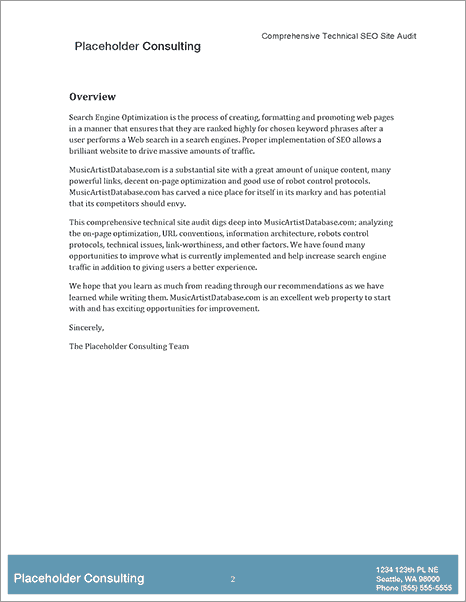 Comprehensive Technical SEO Site Audit
Placeholder Consulting
Overview
Search Engine Optimization is the process of creating, formatting and promoting web pages
in a manner that ensures that they are ranked highly for chosen keyword phrases after a
user performs a Web search in a search engines. Proper implementation of SEO allows a
brilliant website to drive massive amounts of traffic.
MusicArtistDatabase.com is a substantial site with a great amount of unique content, many
powerful links, decent on-page optimization and good use of robot control protocols.
MusicArtistDatabase.com has carved a nice place for itself in its markry and has potential
that its competitors should envy.
This comprehensive technical site audit digs deep into MusicArtistDatabase.com; analyzing
the on-page optimization, URL conventions, information architecture, robots control
protocols, technical issues, link-worthiness, and other factors. We have found many
opportunities to improve what is currently implemented and help increase search engine
traffic in addition to giving users a better experience.
We hope that you learn as much from reading through our recommendations as we have
learned while writing them. MusicArtistDatabase.com is an excellent web property to start
with and has exciting opportunities for improvement.
Sincerely,
The Placeholder Consulting Team
Placeholder Consulting
2
1234 123th PL NE
Seattle, WA 98000
Phone (555) 555-5555